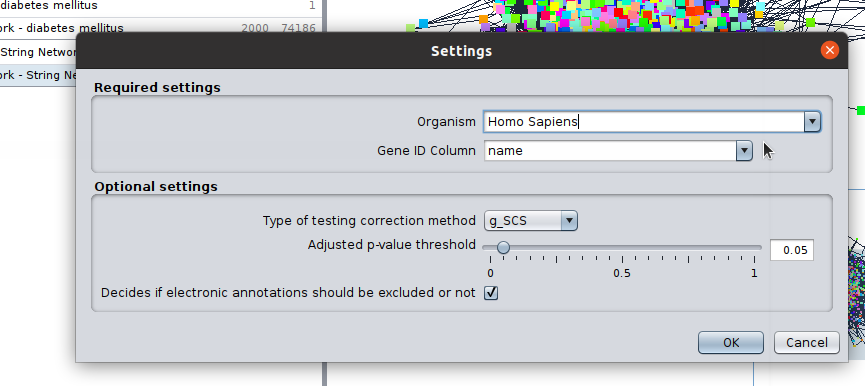 diabetes mellitus 1
ork - diabetes mellitus 2000 74186
String Netwo
ork - String Ne
Settings
Required settings
Organism Homo Sapiens
Gene ID Column name
Optional settings
Type of testing correction method g_SCS
Adjusted p-value threshold 0.05
0 0.5 1
Decides if electronic annotations should be excluded or not
OK Cancel